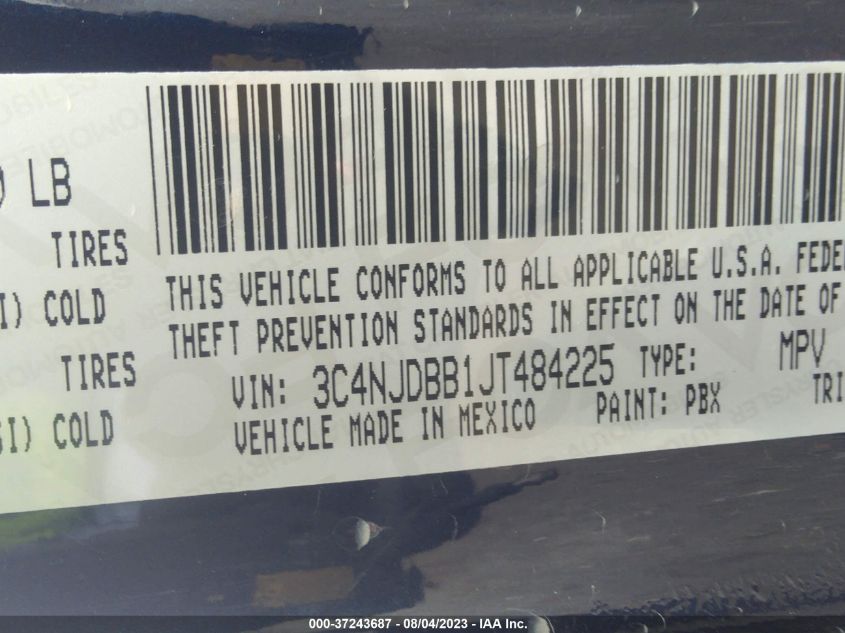 LB
TIRES
I) COLD
TIRES
SI) COLD
THIS VEHICLE CONFORMS TO ALL APPLICABLE U.S.A. FEDE
THEFT PREVENTION STANDARDS IN EFFECT ON THE DATE OF
VIN: 3C4NJDBB1JT484225 TYPE: MPV
VEHICLE MADE IN MEXICO PAINT: PBX TRI
000-37243687 - 08/04/2023 - IAA Inc.